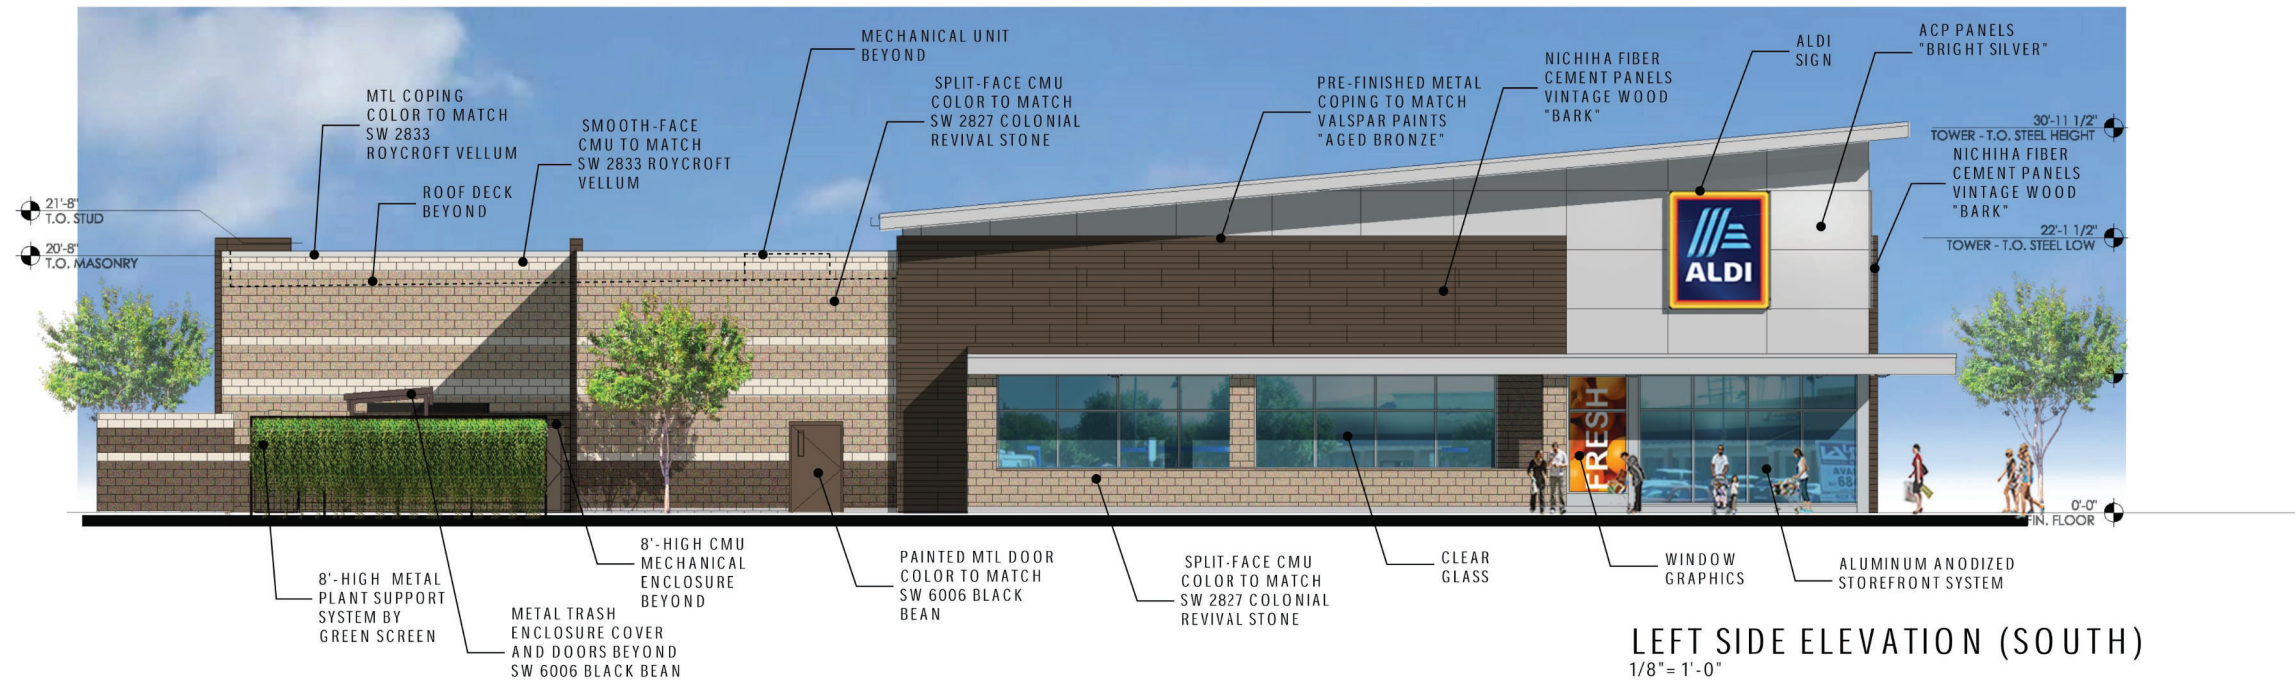 MECHANICAL UNIT
BEYOND
MTL COPING
COLOR TO MATCH
SW 2833
ROYCROFT VELLUM
SMOOTH-FACE
CMU TO MATCH
SW 2833 ROYCROFT
VELLUM
ROOF DECK
BEYOND
SPLIT-FACE CMU
COLOR TO MATCH
SW 2827 COLONIAL
REVIVAL STONE
PRE-FINISHED METAL
COPING TO MATCH
VALSPAR PAINTS
"AGED BRONZE"
NICHIHA FIBER
CEMENT PANELS
VINTAGE WOOD
"BARK"
ALDI
SIGN
ACP PANELS
"BRIGHT SILVER"
30'-11 1/2"
TOWER - T.O. STEEL HEIGHT
NICHIHA FIBER
CEMENT PANELS
VINTAGE WOOD
"BARK"
22'-1 1/2"
TOWER - T.O. STEEL LOW
21'-8"
T.O. STUD
20'-8"
T.O. MASONRY
ALDI
FRESH
0'-0"
FIN. FLOOR
8'-HIGH METAL
PLANT SUPPORT
SYSTEM BY
GREEN SCREEN
METAL TRASH
ENCLOSURE COVER
AND DOORS BEYOND
SW 6006 BLACK BEAN
8'-HIGH CMU
MECHANICAL
ENCLOSURE
BEYOND
PAINTED MTL DOOR
COLOR TO MATCH
SW 6006 BLACK
BEAN
SPLIT-FACE CMU
COLOR TO MATCH
SW 2827 COLONIAL
REVIVAL STONE
CLEAR
GLASS
WINDOW
GRAPHICS
ALUMINUM ANODIZED
STOREFRONT SYSTEM
LEFT SIDE ELEVATION (SOUTH)
1/8"= 1'-0"